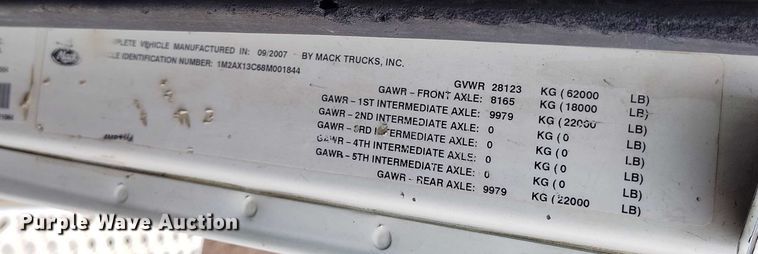 Mack
PLETE VEHICLE MANUFACTURED IN: 09/2007 BY MACK TRUCKS, INC.
LE IDENTIFICATION NUMBER: 1M2AX13C68M001844
GVWR 28123 KG ( 62000 LB)
GAWR - FRONT AXLE: 8165 KG ( 18000 LB)
GAWR - 1ST INTERMEDIATE AXLE: 9979 KG ( 22000 LB)
GAWR - 2ND INTERMEDIATE AXLE: 0 KG ( 0 LB)
GAWR - 3RD INTERMEDIATE AXLE: 0 KG ( 0 LB)
GAWR - 4TH INTERMEDIATE AXLE: 0 KG ( 0 LB)
GAWR - 5TH INTERMEDIATE AXLE: 0 KG ( 0 LB)
GAWR - REAR AXLE: 9979 KG ( 22000 LB)
Purple Wave Auction